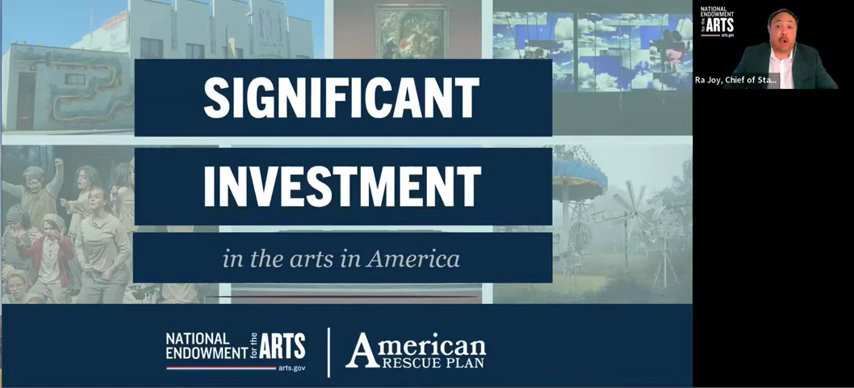 SIGNIFICANT
INVESTMENT
in the arts in America
NATIONAL
ENDOWMENT
for the
ARTS
arts.gov
American
RESCUE PLAN
NATIONAL
ENDOWMENT
for the
ARTS
arts.gov
Ra Joy, Chief of Sta...